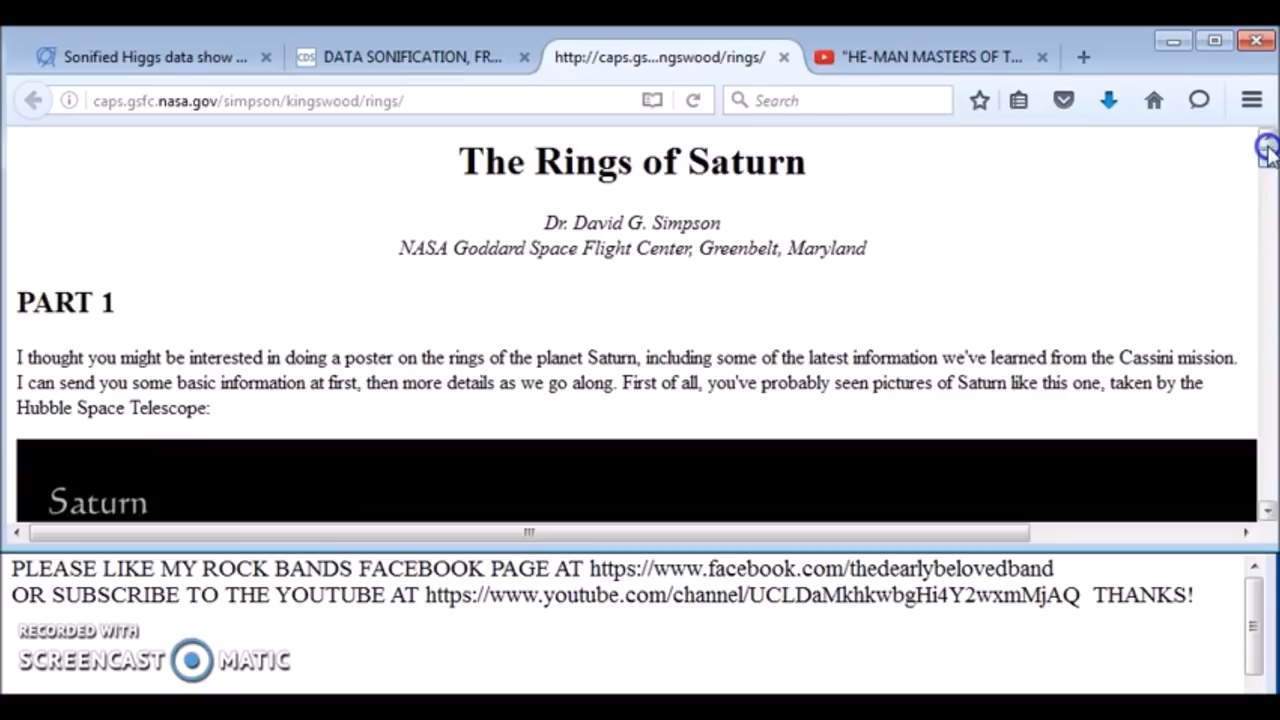 Sonified Higgs data show ...
CDS
DATA SONIFICATION, FR...
http://caps.gs...ngswood/rings/
"HE-MAN MASTERS OF T...
caps.gsfc.nasa.gov/simpson/kingswood/rings/
Search
The Rings of Saturn
Dr. David G. Simpson
NASA Goddard Space Flight Center, Greenbelt, Maryland
PART 1
I thought you might be interested in doing a poster on the rings of the planet Saturn, including some of the latest information we've learned from the Cassini mission.
I can send you some basic information at first, then more details as we go along. First of all, you've probably seen pictures of Saturn like this one, taken by the
Hubble Space Telescope:
Saturn
PLEASE LIKE MY ROCK BANDS FACEBOOK PAGE AT https://www.facebook.com/thedearlybelovedband
OR SUBSCRIBE TO THE YOUTUBE AT https://www.youtube.com/channel/UCLDaMkhkwbgHi4Y2wxmMjAQ THANKS!
RECORDED WITH
SCREENCAST MATIC